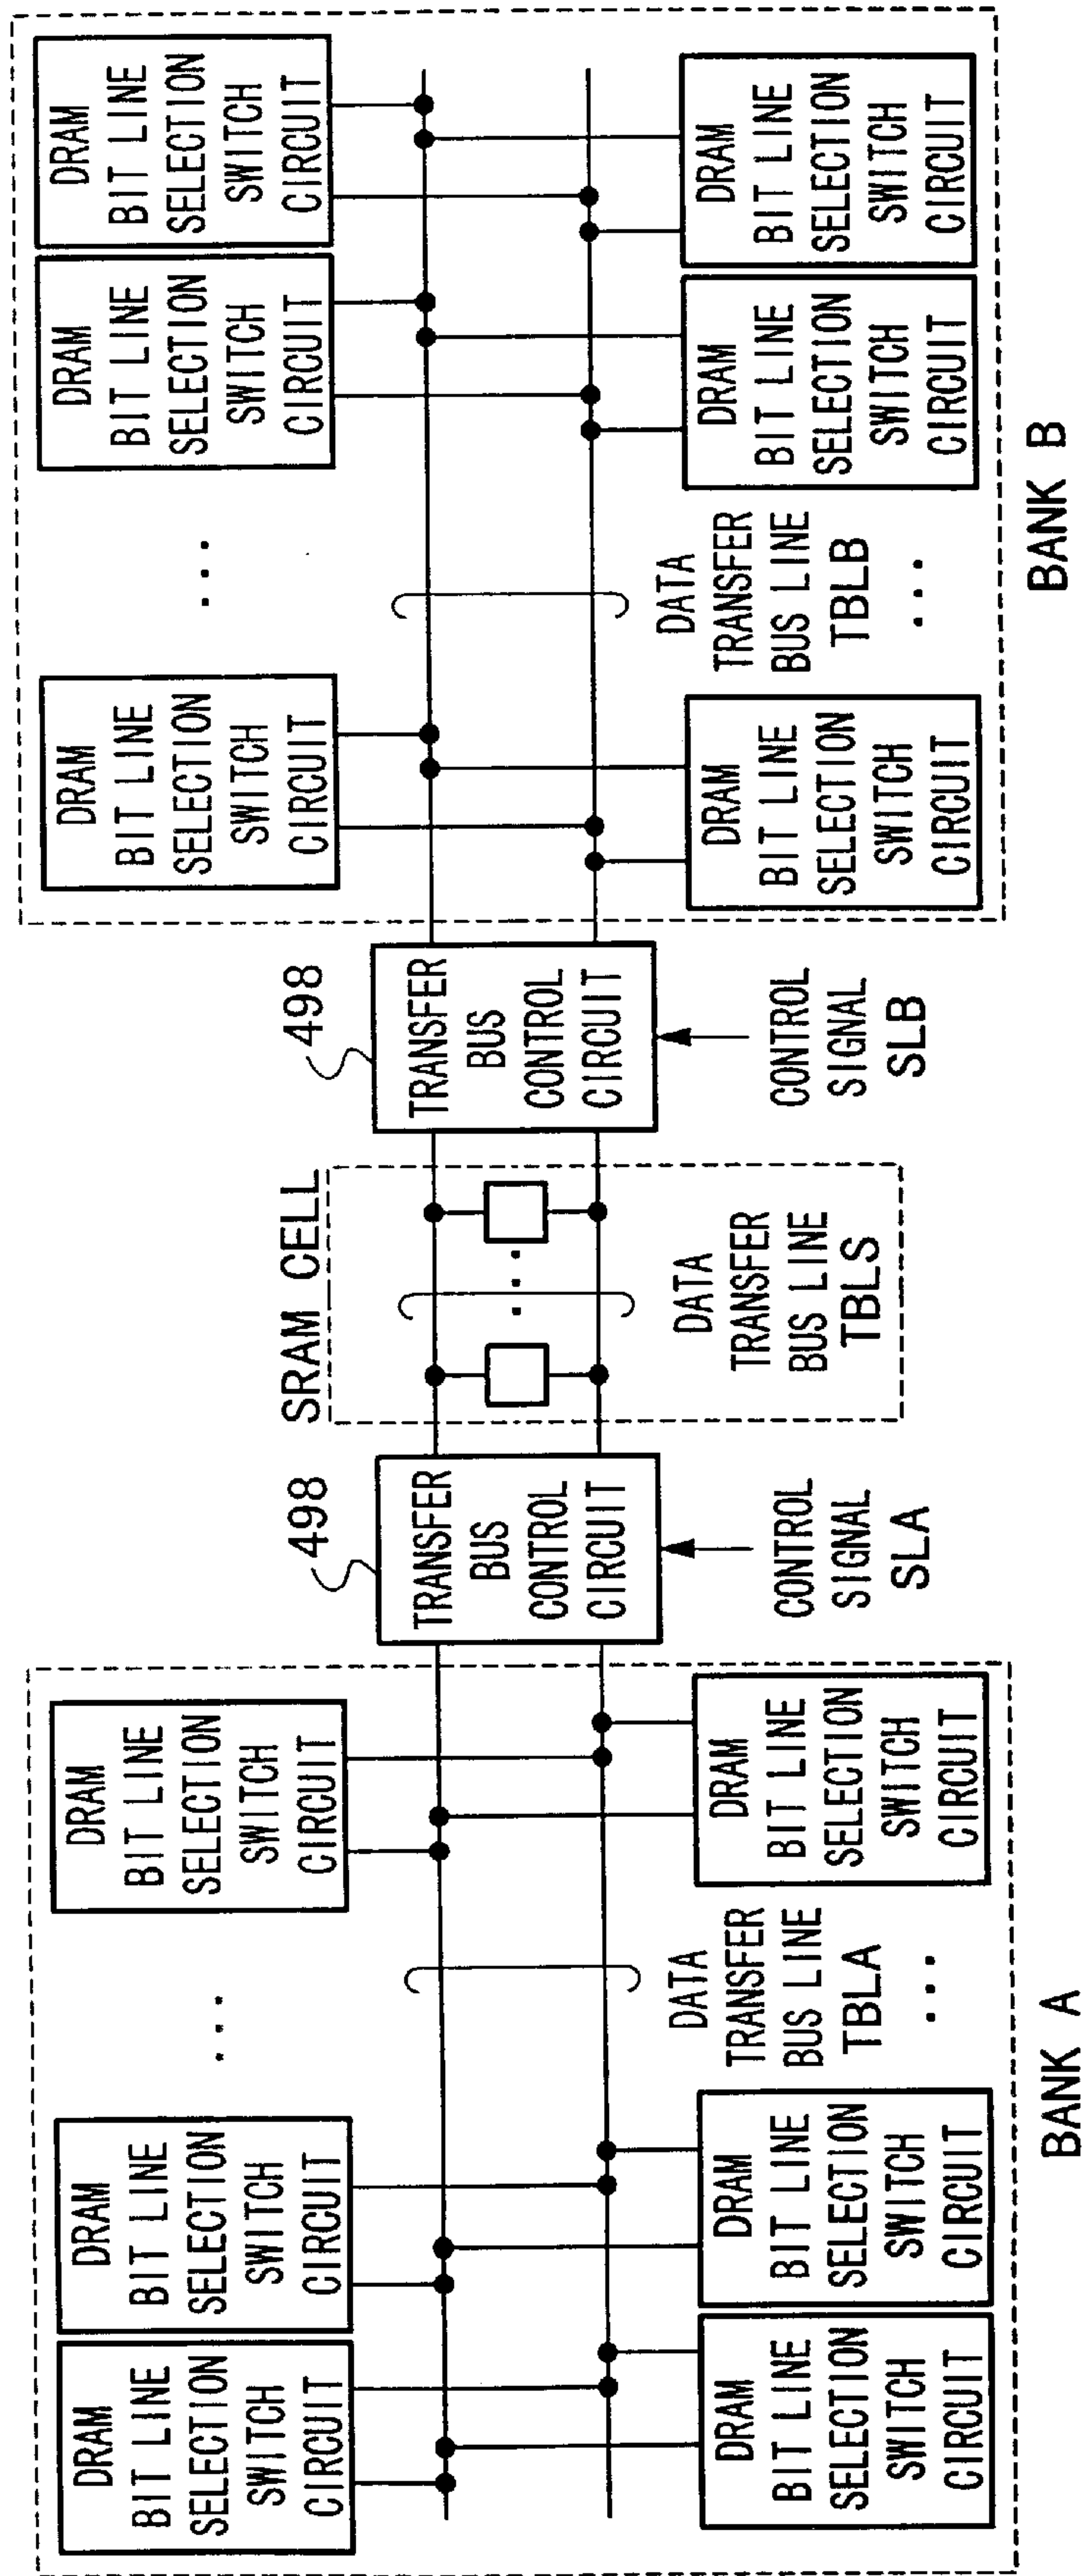 DRAM
BIT LINE
SELECTION
SWITCH
CIRCUIT
DRAM
BIT LINE
SELECTION
SWITCH
CIRCUIT
...
DRAM
BIT LINE
SELECTION
SWITCH
CIRCUIT
DRAM
BIT LINE
SELECTION
SWITCH
CIRCUIT
DRAM
BIT LINE
SELECTION
SWITCH
CIRCUIT
DATA
TRANSFER
BUS LINE
TBLA
...
DRAM
BIT LINE
SELECTION
SWITCH
CIRCUIT
BANK A
498
TRANSFER
BUS
CONTROL
CIRCUIT
CONTROL
SIGNAL
SLA
SRAM CELL
...
DATA
TRANSFER
BUS LINE
TBLS
498
TRANSFER
BUS
CONTROL
CIRCUIT
CONTROL
SIGNAL
SLB
DRAM
BIT LINE
SELECTION
SWITCH
CIRCUIT
...
DRAM
BIT LINE
SELECTION
SWITCH
CIRCUIT
DRAM
BIT LINE
SELECTION
SWITCH
CIRCUIT
DRAM
BIT LINE
SELECTION
SWITCH
CIRCUIT
DATA
TRANSFER
BUS LINE
TBLB
...
DRAM
BIT LINE
SELECTION
SWITCH
CIRCUIT
DRAM
BIT LINE
SELECTION
SWITCH
CIRCUIT
BANK B